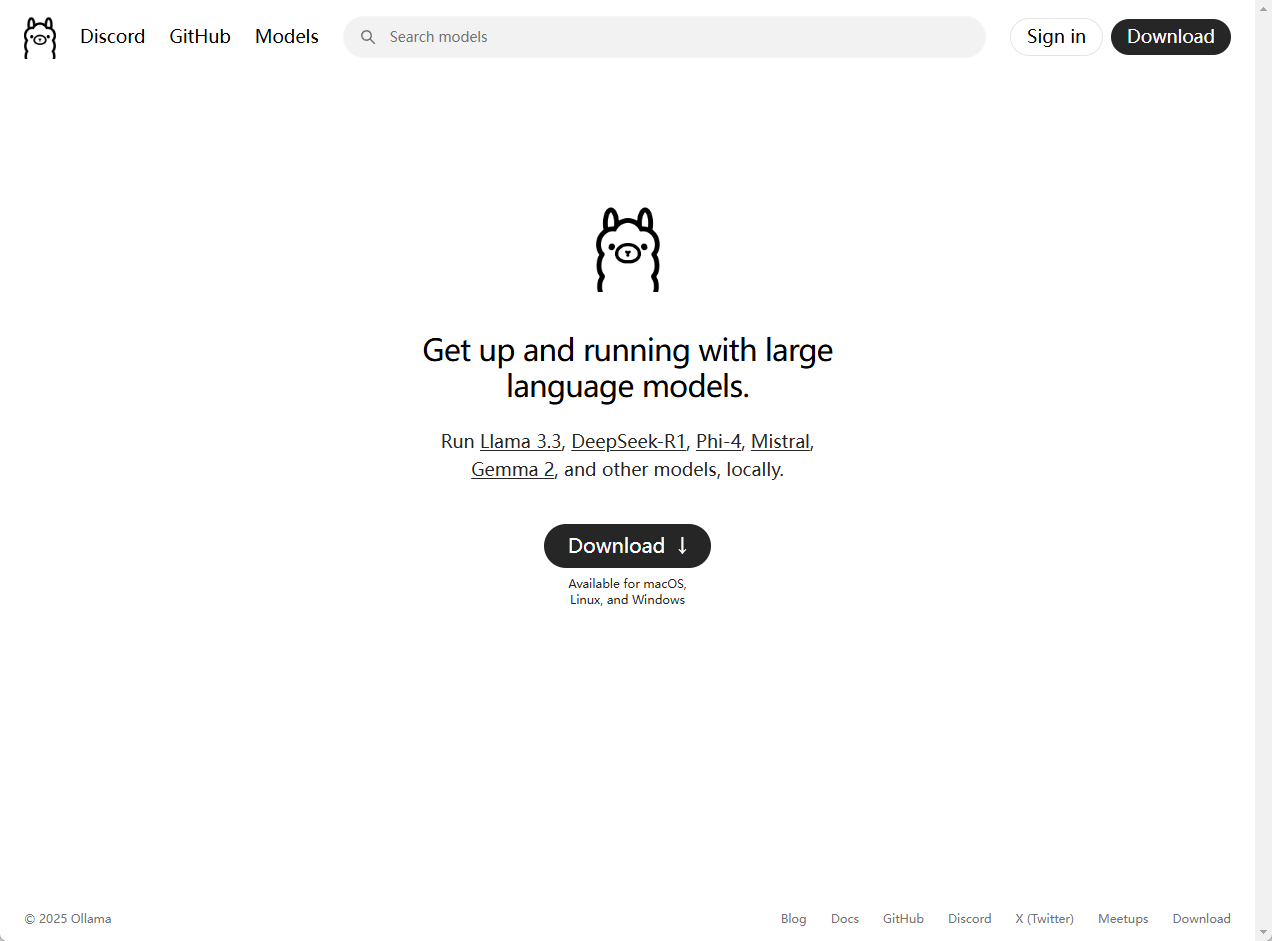 Discord GitHub Models Search models Sign in Download
Get up and running with large
language models.
Run Llama 3.3, DeepSeek-R1, Phi-4, Mistral,
Gemma 2, and other models, locally.
Download ↓
Available for macOS,
Linux, and Windows
© 2025 Ollama Blog Docs GitHub Discord X (Twitter) Meetups Download